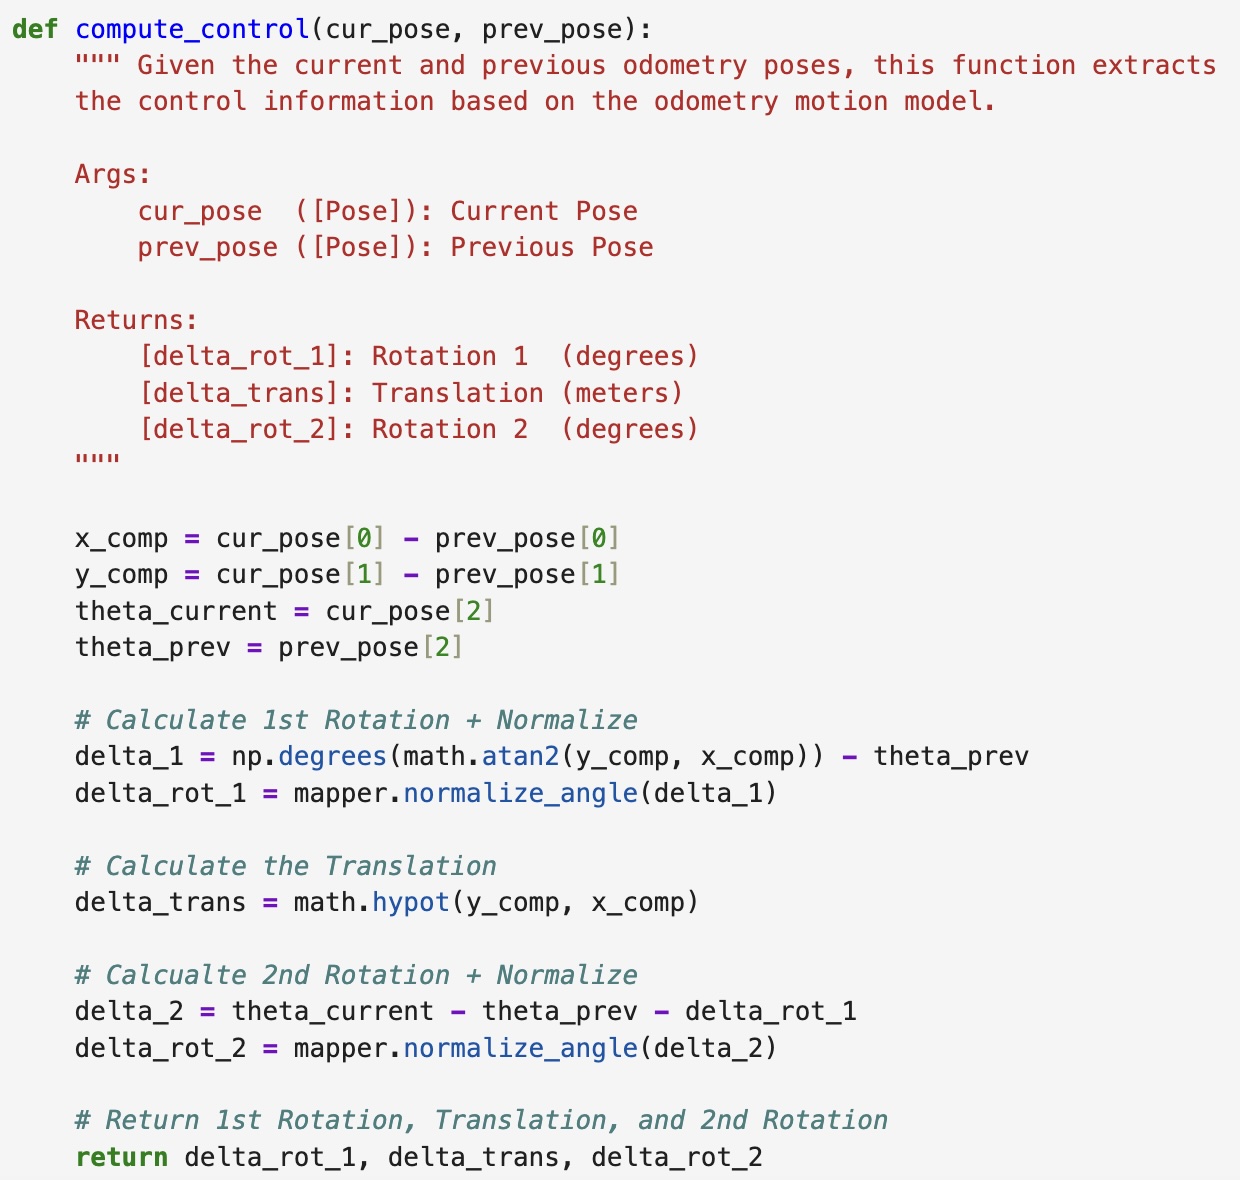 def compute_control(cur_pose, prev_pose):
    """ Given the current and previous odometry poses, this function extracts
    the control information based on the odometry motion model.

    Args:
        cur_pose  ([Pose]): Current Pose
        prev_pose ([Pose]): Previous Pose

    Returns:
        [delta_rot_1]: Rotation 1  (degrees)
        [delta_trans]: Translation (meters)
        [delta_rot_2]: Rotation 2  (degrees)
    """

    x_comp = cur_pose[0] - prev_pose[0]
    y_comp = cur_pose[1] - prev_pose[1]
    theta_current = cur_pose[2]
    theta_prev = prev_pose[2]

    # Calculate 1st Rotation + Normalize
    delta_1 = np.degrees(math.atan2(y_comp, x_comp)) - theta_prev
    delta_rot_1 = mapper.normalize_angle(delta_1)

    # Calculate the Translation
    delta_trans = math.hypot(y_comp, x_comp)

    # Calcualte 2nd Rotation + Normalize
    delta_2 = theta_current - theta_prev - delta_rot_1
    delta_rot_2 = mapper.normalize_angle(delta_2)

    # Return 1st Rotation, Translation, and 2nd Rotation
    return delta_rot_1, delta_trans, delta_rot_2